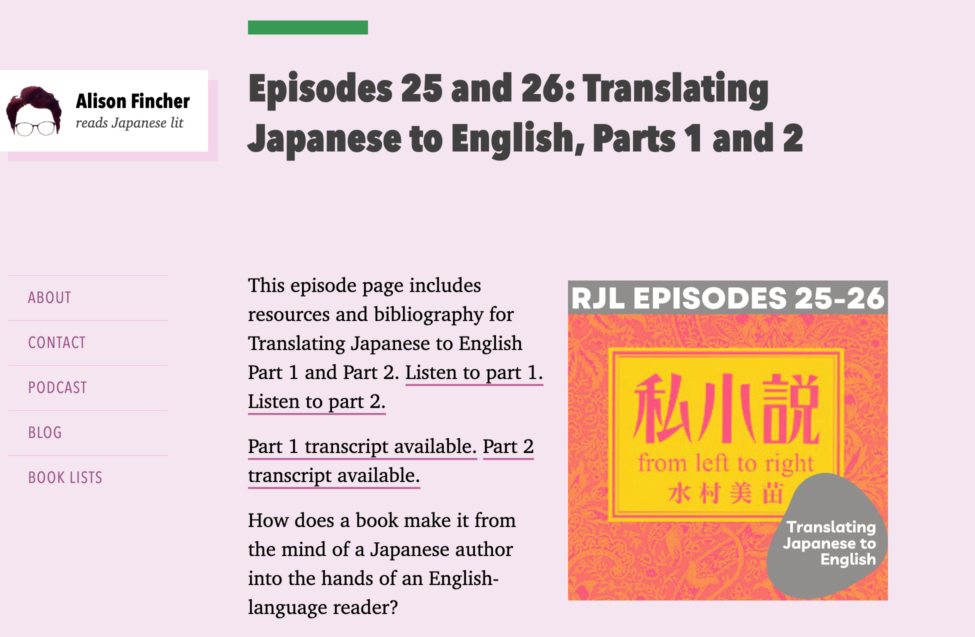 Alison Fincher
reads Japanese lit
ABOUT
CONTACT
PODCAST
BLOG
BOOK LISTS
Episodes 25 and 26: Translating
Japanese to English, Parts 1 and 2
This episode page includes
resources and bibliography for
Translating Japanese to English
Part 1 and Part 2. Listen to part 1.
Listen to part 2.
Part 1 transcript available. Part 2
transcript available.
How does a book make it from
the mind of a Japanese author
into the hands of an English-
language reader?
RJL EPISODES 25-26
私小説
from left to right
水村美苗
Translating
Japanese to
English